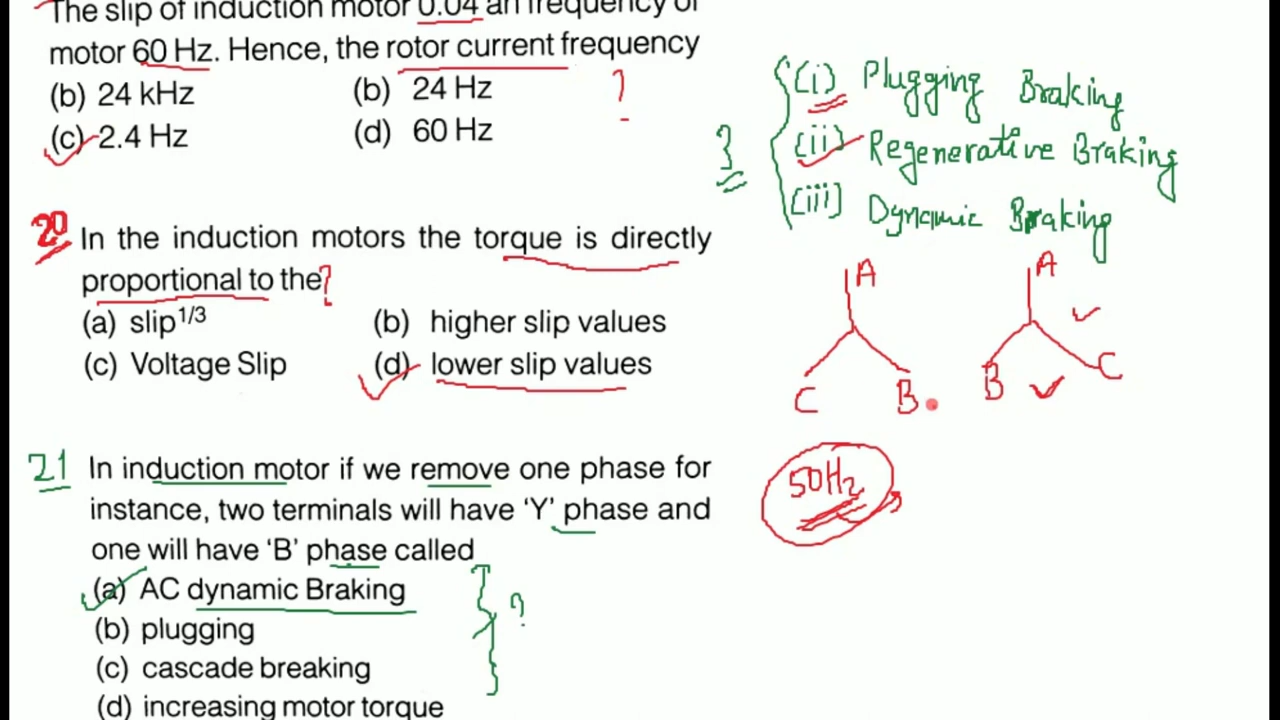 The slip of induction motor 0.04 an frequency of
motor 60 Hz. Hence, the rotor current frequency
(b) 24 kHz (b) 24 Hz ?
(c) 2.4 Hz (d) 60 Hz
20 In the induction motors the torque is directly
proportional to the?
(a) slip^1/3 (b) higher slip values
(c) Voltage Slip (d) lower slip values
21 In induction motor if we remove one phase for
instance, two terminals will have ‘Y’ phase and
one will have ‘B’ phase called
(a) AC dynamic Braking
(b) plugging
(c) cascade breaking
(d) increasing motor torque
?
3
(i) Plugging Braking
(ii) Regenerative Braking
(iii) Dynamic Braking
A A
C B B C
50Hz